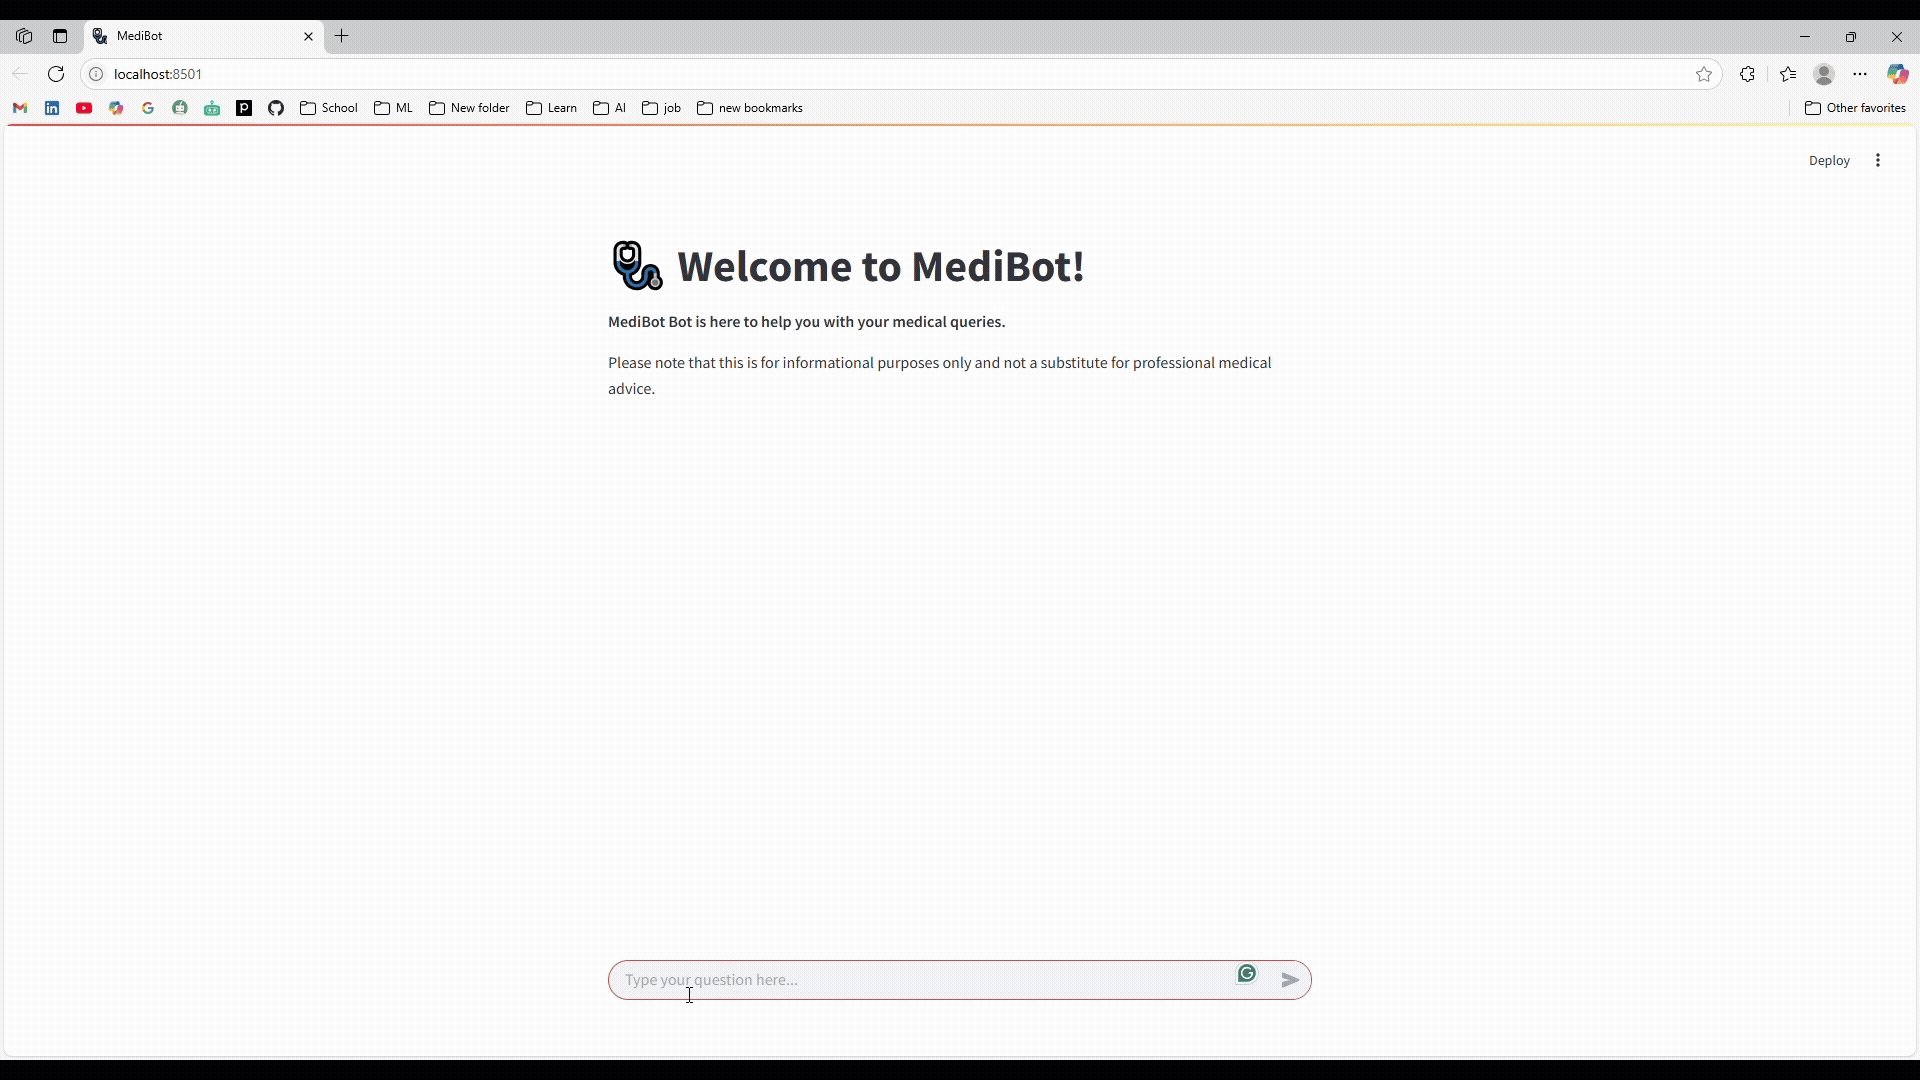 MediBot
localhost:8501
School ML New folder Learn AI job new bookmarks Other favorites
Deploy
Welcome to MediBot!
MediBot Bot is here to help you with your medical queries.
Please note that this is for informational purposes only and not a substitute for professional medical
advice.
Type your question here...